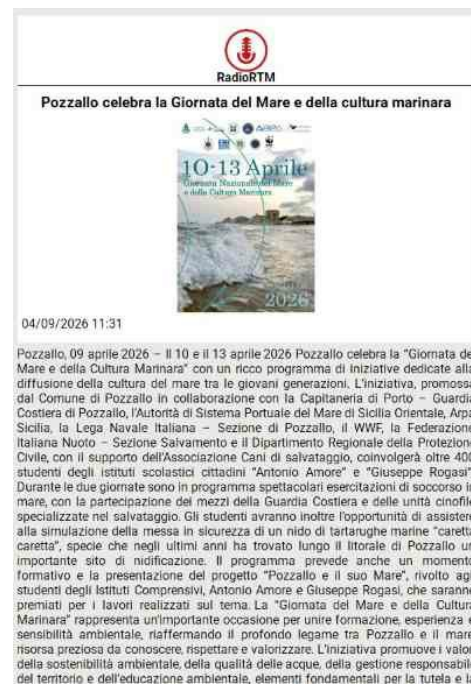 RadioRTM
Pozzallo celebra la Giornata del Mare e della cultura marinara
10-13 Aprile
Giornata Nazionale del Mare
e della Cultura Marinara
2026
04/09/2026 11:31
Pozzallo, 09 aprile 2026 – Il 10 e il 13 aprile 2026 Pozzallo celebra la "Giornata de
Mare e della Cultura Marinara" con un ricco programma di iniziative dedicate alla
diffusione della cultura del mare tra le giovani generazioni. L'iniziativa, promossa
dal Comune di Pozzallo in collaborazione con la Capitaneria di Porto – Guardia
Costiera di Pozzallo, l'Autorità di Sistema Portuale del Mare di Sicilia Orientale, Arpa
Sicilia, la Lega Navale Italiana – Sezione di Pozzallo, il WWF, la Federazione
Italiana Nuoto – Sezione Salvamento e il Dipartimento Regionale della Protezione
Civile, con il supporto dell'Associazione Cani di salvataggio, coinvolgerà oltre 400
studenti degli istituti scolastici cittadini "Antonio Amore" e "Giuseppe Rogasi"
Durante le due giornate sono in programma spettacolari esercitazioni di soccorso in
mare, con la partecipazione dei mezzi della Guardia Costiera e delle unità cinofile
specializzate nel salvataggio. Gli studenti avranno inoltre l'opportunità di assistere
alla simulazione della messa in sicurezza di un nido di tartarughe marine "caretta
caretta", specie che negli ultimi anni ha trovato lungo il litorale di Pozzallo un
importante sito di nidificazione. Il programma prevede anche un momento
formativo e la presentazione del progetto "Pozzallo e il suo Mare", rivolto agli
studenti degli Istituti Comprensivi, Antonio Amore e Giuseppe Rogasi, che saranno
premiati per i lavori realizzati sul tema. La "Giornata del Mare e della Cultura
Marinara" rappresenta un'importante occasione per unire formazione, esperienza e
sensibilità ambientale, riaffermando il profondo legame tra Pozzallo e il mare
risorsa preziosa da conoscere, rispettare e valorizzare. L'iniziativa promuove i valor
della sostenibilità ambientale, della qualità delle acque, della gestione responsabile
del territorio e dell'educazione ambientale, elementi fondamentali per la tutela e la